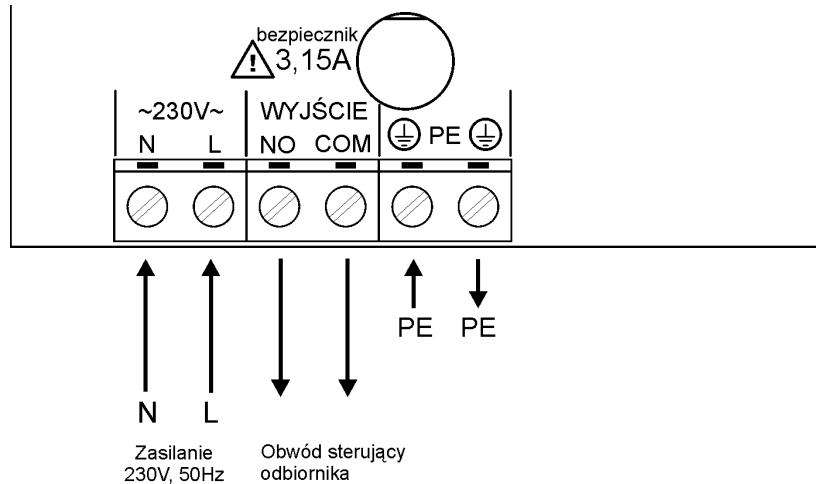 bezpiecznik
3,15A
~230V~ WYJŚCIE
N L NO COM PE
PE PE
N L
Zasilanie
230V, 50Hz
Obwód sterujący
odbiornika